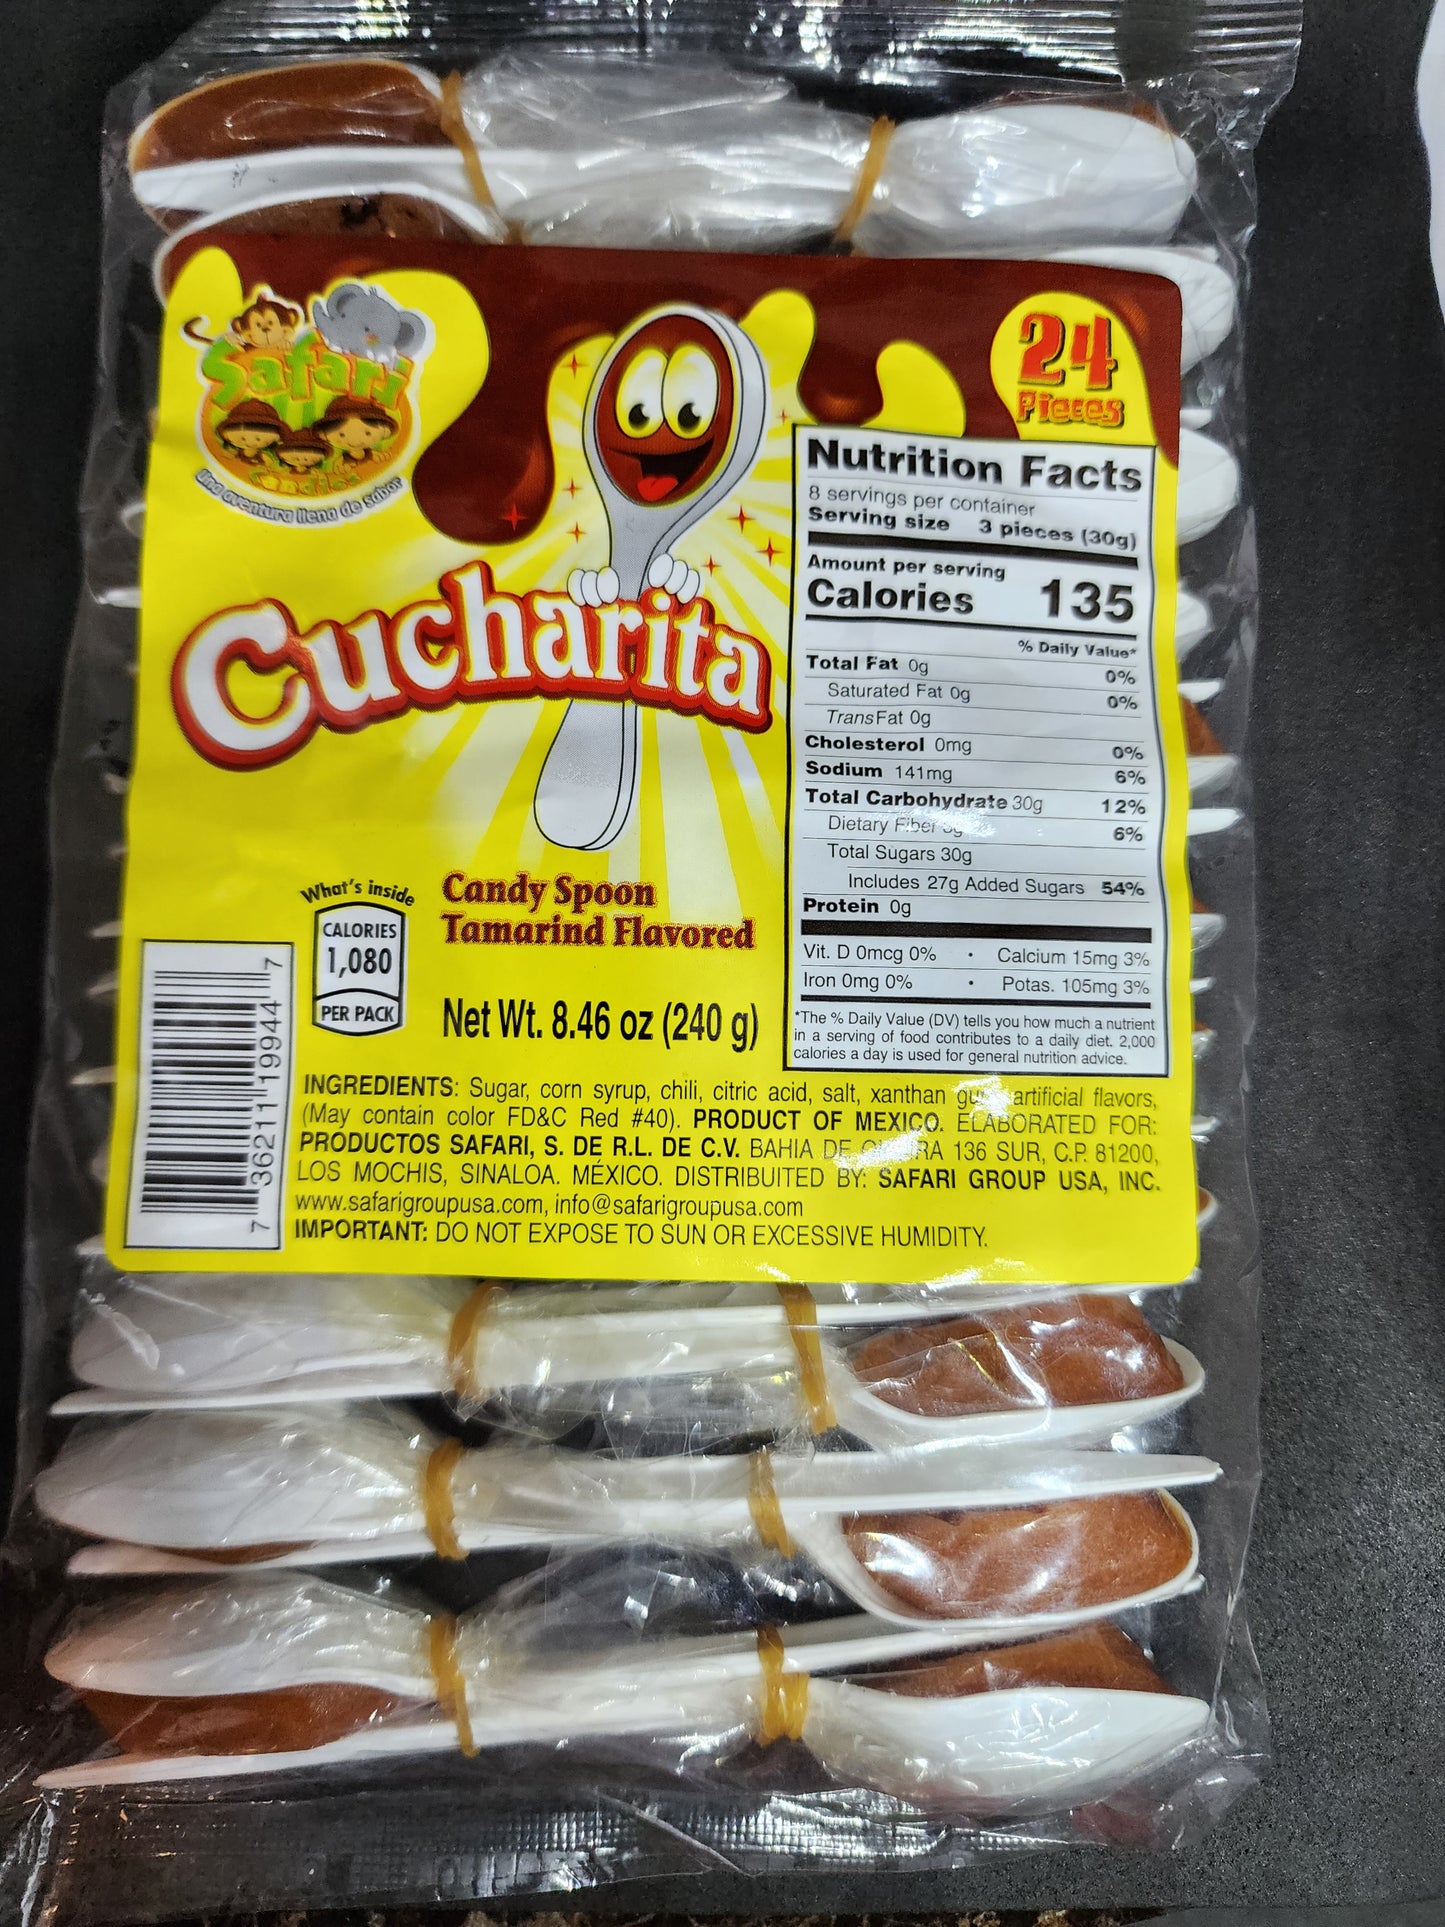 Safari
Candies
Una aventura llena de sabor
24
Pieces
Cucharita
Candy Spoon
Tamarind Flavored
What's inside
CALORIES
1,080
PER PACK
Net Wt. 8.46 oz (240 g)
Nutrition Facts
8 servings per container
Serving size 3 pieces (30g)
Amount per serving
Calories 135
% Daily Value*
Total Fat 0g 0%
Saturated Fat 0g 0%
Trans Fat 0g
Cholesterol 0mg 0%
Sodium 141mg 6%
Total Carbohydrate 30g 12%
Dietary Fiber 6%
Total Sugars 30g
Includes 27g Added Sugars 54%
Protein 0g
Vit. D 0mcg 0% • Calcium 15mg 3%
Iron 0mg 0% • Potas. 105mg 3%
*The % Daily Value (DV) tells you how much a nutrient
in a serving of food contributes to a daily diet. 2,000
calories a day is used for general nutrition advice.
7 36211 19944 7
INGREDIENTS: Sugar, corn syrup, chili, citric acid, salt, xanthan artificial flavors,
(May contain color FD&C Red #40). PRODUCT OF MEXICO. ELABORATED FOR:
PRODUCTOS SAFARI, S. DE R.L. DE C.V. BAHIA DE 136 SUR, C.P. 81200,
LOS MOCHIS, SINALOA. MÉXICO. DISTRIBUITED BY: SAFARI GROUP USA, INC.
www.safarigroupusa.com, info@safarigroupusa.com
IMPORTANT: DO NOT EXPOSE TO SUN OR EXCESSIVE HUMIDITY.